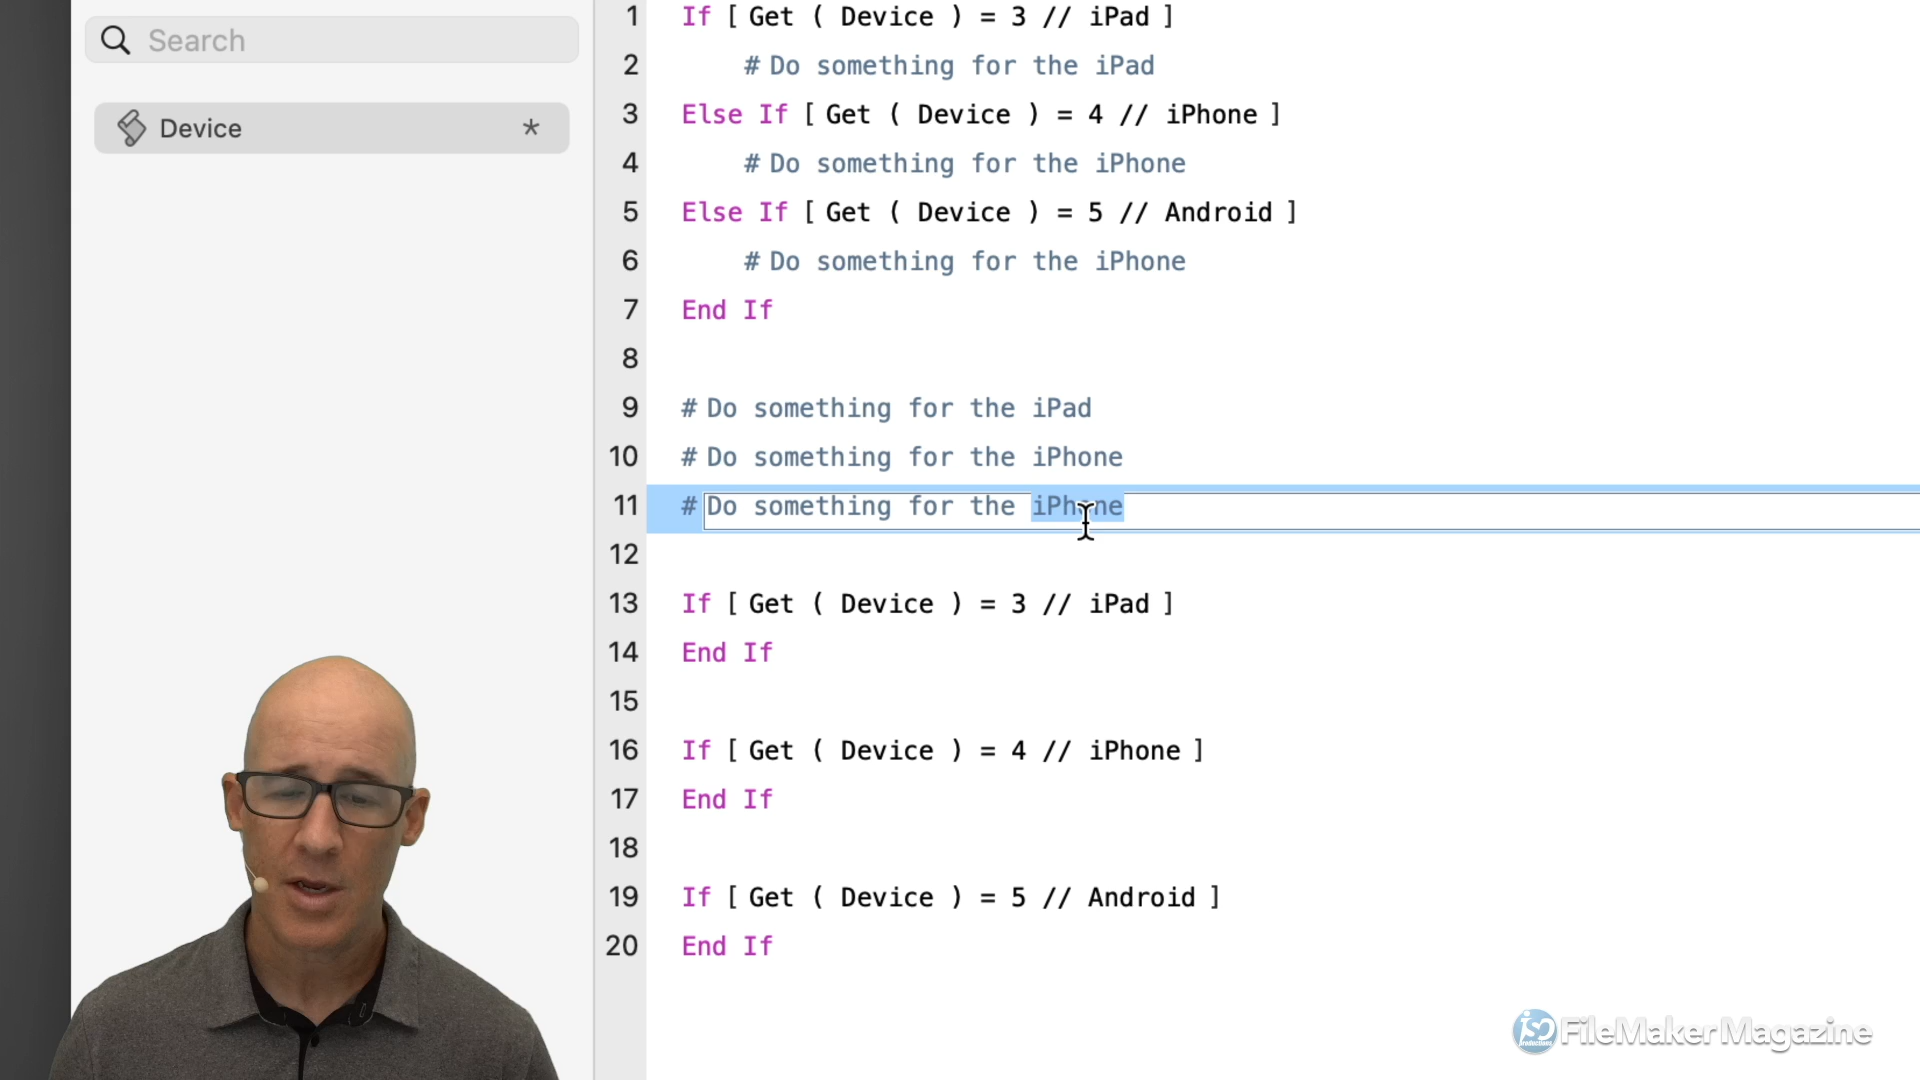 Search
Device *
1 If [ Get ( Device ) = 3 // iPad ]
2 # Do something for the iPad
3 Else If [ Get ( Device ) = 4 // iPhone ]
4 # Do something for the iPhone
5 Else If [ Get ( Device ) = 5 // Android ]
6 # Do something for the iPhone
7 End If
8
9 # Do something for the iPad
10 # Do something for the iPhone
11 # Do something for the iPhone
12
13 If [ Get ( Device ) = 3 // iPad ]
14 End If
15
16 If [ Get ( Device ) = 4 // iPhone ]
17 End If
18
19 If [ Get ( Device ) = 5 // Android ]
20 End If
iso productions FileMaker Magazine